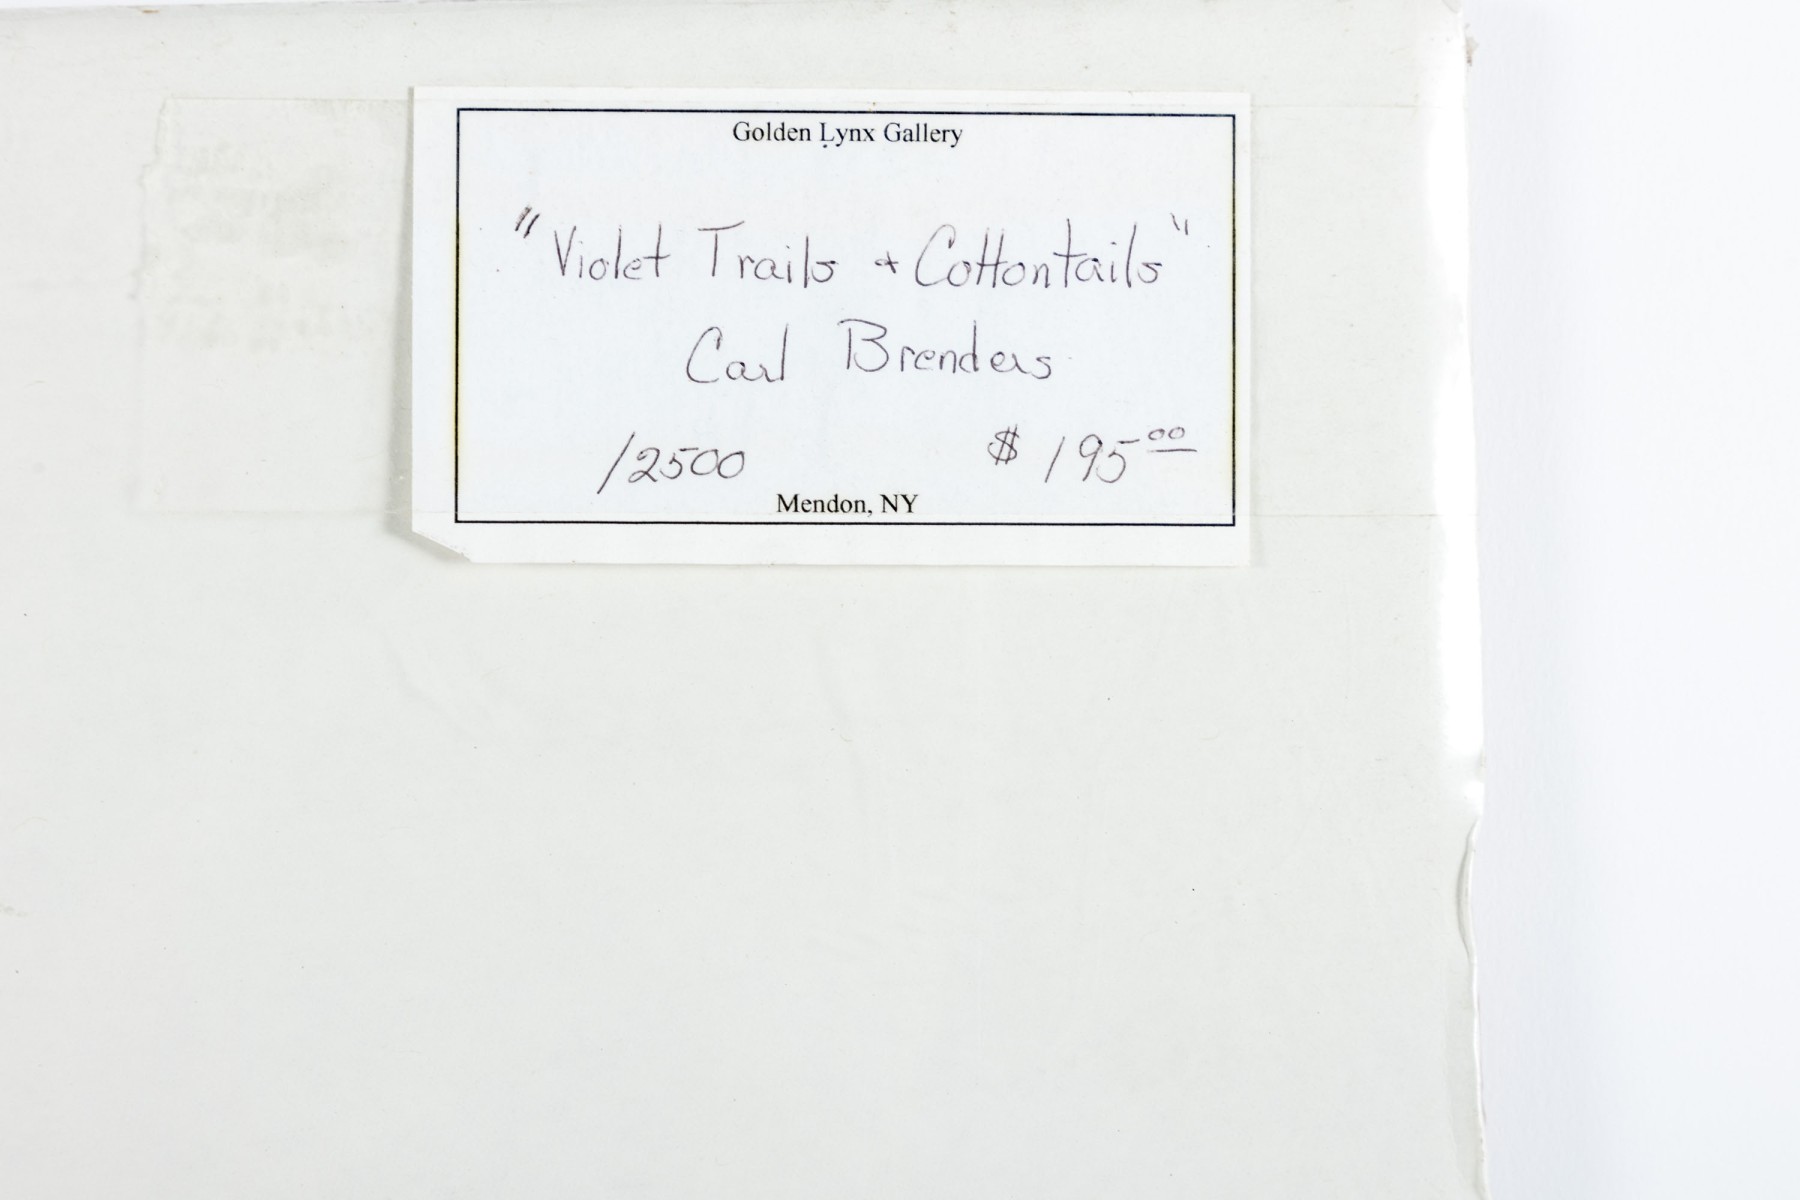 Golden Lynx Gallery
"Violet Trails & Cottontails"
Carl Brenders
/2500 $195.00
Mendon, NY